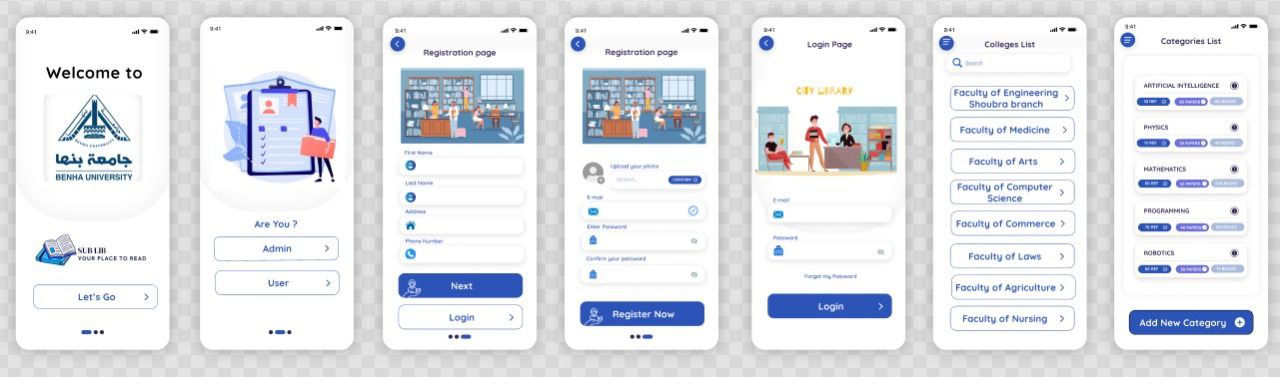 9:41
Welcome to
BENHA UNIVERSITY
جامعة بنها
BENHA UNIVERSITY
SUB LIB
YOUR PLACE TO READ
Let's Go
9:41
Are You ?
Admin
User
9:41
Registration page
First Name
Last Name
Address
Phone Number
Next
Login
9:41
Registration page
Upload your photo
E-mail
Enter Password
Confirm your password
Register Now
9:41
Login Page
CITY LIBRARY
E-mail
Password
Forgot my Password
Login
9:41
Colleges List
Search
Faculty of Engineering
Shoubra branch
Faculty of Medicine
Faculty of Arts
Faculty of Computer
Science
Faculty of Commerce
Faculty of Laws
Faculty of Agriculture
Faculty of Nursing
9:41
Categories List
ARTIFICIAL INTELLIGENCE
PHYSICS
MATHEMATICS
PROGRAMMING
ROBOTICS
Add New Category